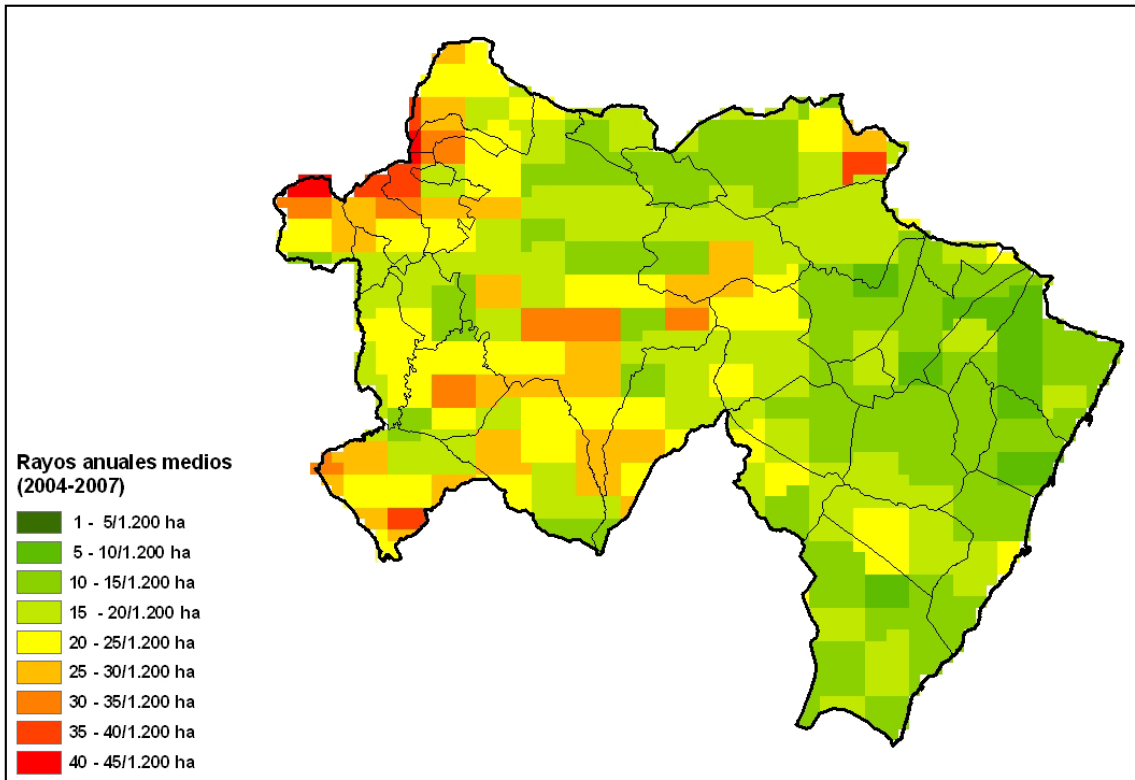 Rayos anuales medios
(2004-2007)
1 - 5/1.200 ha
5 - 10/1.200 ha
10 - 15/1.200 ha
15 - 20/1.200 ha
20 - 25/1.200 ha
25 - 30/1.200 ha
30 - 35/1.200 ha
35 - 40/1.200 ha
40 - 45/1.200 ha